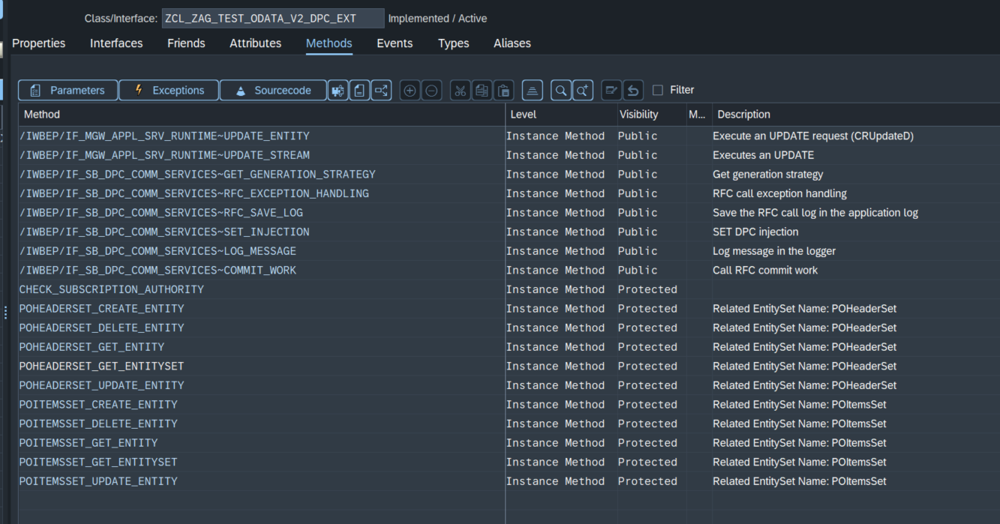 Class/Interface: ZCL_ZAG_TEST_ODATA_V2_DPC_EXT Implemented / Active
Properties Interfaces Friends Attributes Methods Events Types Aliases
Parameters Exceptions Sourcecode Filter
Method Level Visibility M... Description
/IWBEP/IF_MGW_APPL_SRV_RUNTIME~UPDATE_ENTITY Instance Method Public Execute an UPDATE request (CRUpdateD)
/IWBEP/IF_MGW_APPL_SRV_RUNTIME~UPDATE_STREAM Instance Method Public Executes an UPDATE
/IWBEP/IF_SB_DPC_COMM_SERVICES~GET_GENERATION_STRATEGY Instance Method Public Get generation strategy
/IWBEP/IF_SB_DPC_COMM_SERVICES~RFC_EXCEPTION_HANDLING Instance Method Public RFC call exception handling
/IWBEP/IF_SB_DPC_COMM_SERVICES~RFC_SAVE_LOG Instance Method Public Save the RFC call log in the application log
/IWBEP/IF_SB_DPC_COMM_SERVICES~SET_INJECTION Instance Method Public SET DPC injection
/IWBEP/IF_SB_DPC_COMM_SERVICES~LOG_MESSAGE Instance Method Public Log message in the logger
/IWBEP/IF_SB_DPC_COMM_SERVICES~COMMIT_WORK Instance Method Public Call RFC commit work
CHECK_SUBSCRIPTION_AUTHORITY Instance Method Protected
POHEADERSET_CREATE_ENTITY Instance Method Protected Related EntitySet Name: POHeaderSet
POHEADERSET_DELETE_ENTITY Instance Method Protected Related EntitySet Name: POHeaderSet
POHEADERSET_GET_ENTITY Instance Method Protected Related EntitySet Name: POHeaderSet
POHEADERSET_GET_ENTITYSET Instance Method Protected Related EntitySet Name: POHeaderSet
POHEADERSET_UPDATE_ENTITY Instance Method Protected Related EntitySet Name: POHeaderSet
POITEMSSET_CREATE_ENTITY Instance Method Protected Related EntitySet Name: POItemsSet
POITEMSSET_DELETE_ENTITY Instance Method Protected Related EntitySet Name: POItemsSet
POITEMSSET_GET_ENTITY Instance Method Protected Related EntitySet Name: POItemsSet
POITEMSSET_GET_ENTITYSET Instance Method Protected Related EntitySet Name: POItemsSet
POITEMSSET_UPDATE_ENTITY Instance Method Protected Related EntitySet Name: POItemsSet